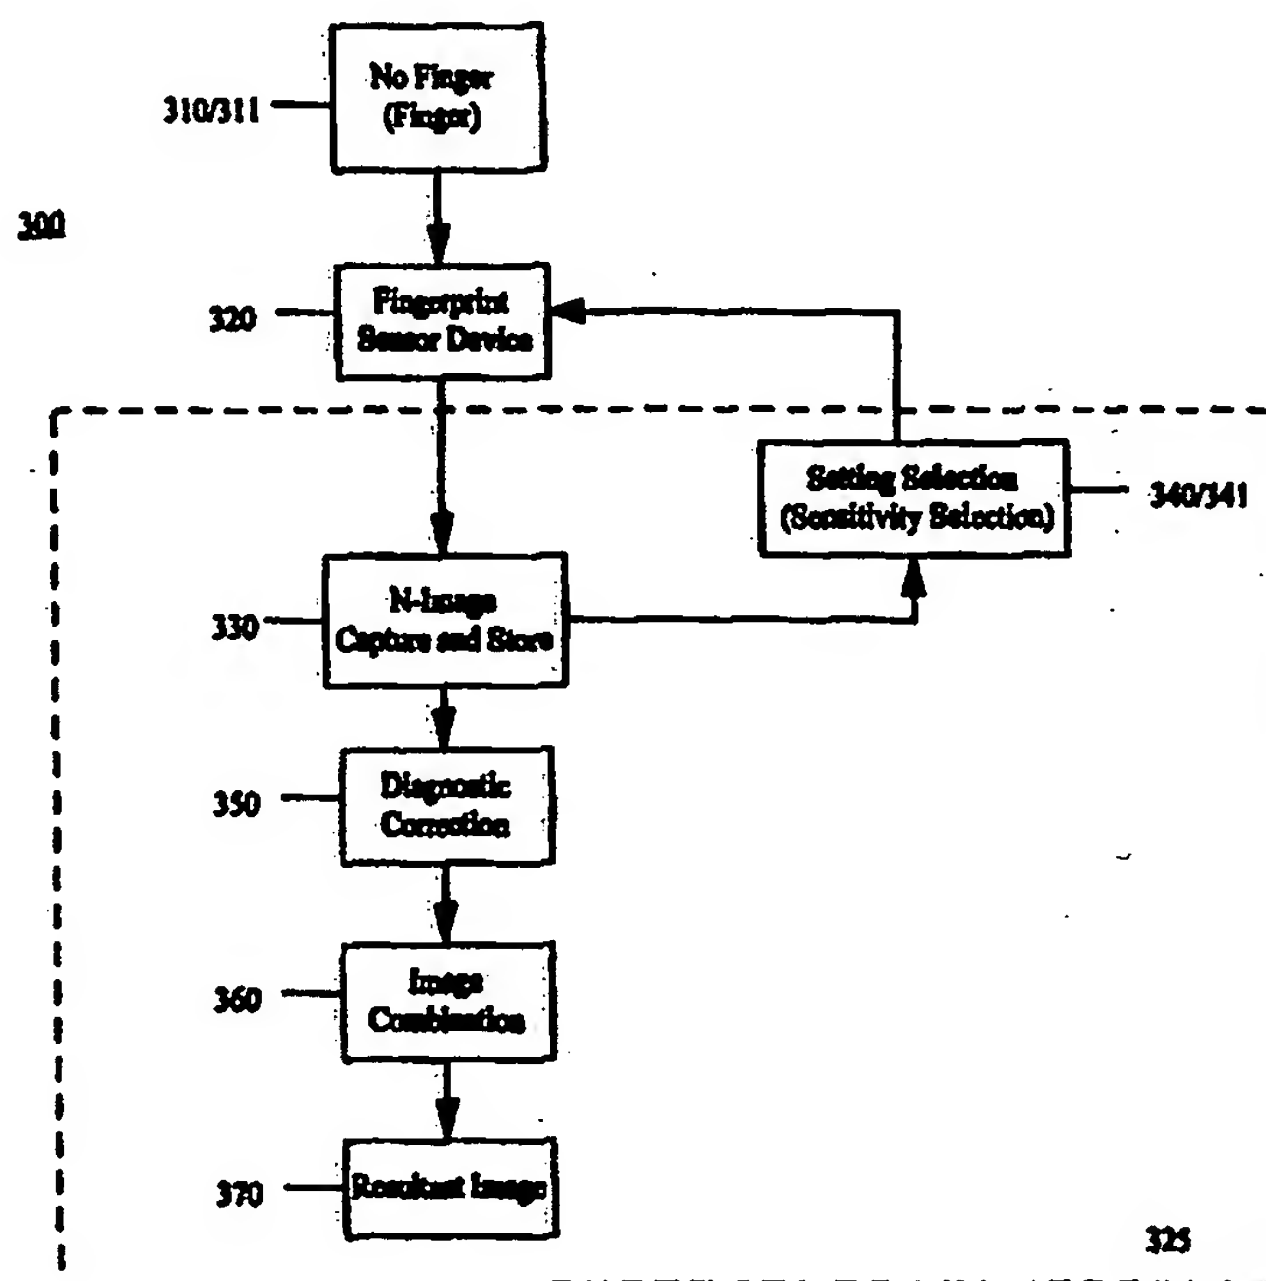 No Finger
(Finger)
310/311
300
Fingerprint
Sensor Device
320
Setting Selection
(Sensitivity Selection)
340/341
N-Image
Capture and Store
330
Diagnostic
Correction
350
Image
Combination
360
Resultant Image
370
325